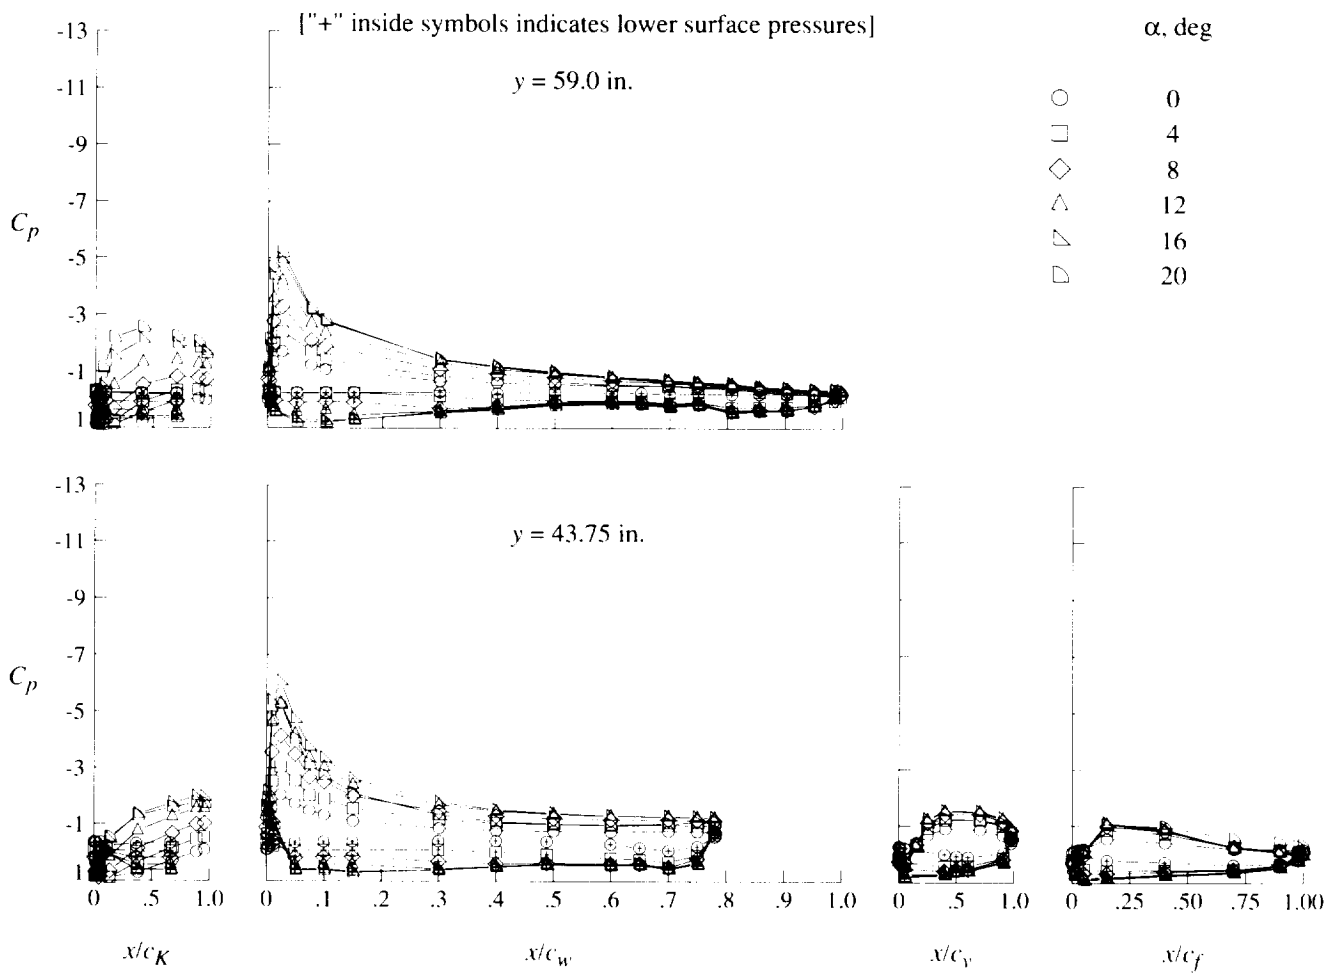 ["+" inside symbols indicates lower surface pressures]
α, deg
y = 59.0 in.
0
4
8
12
16
20
-13
-11
-9
-7
-5
-3
-1
1
C_p
y = 43.75 in.
-13
-11
-9
-7
-5
-3
-1
1
C_p
0 .5 1.0
0 .1 .2 .3 .4 .5 .6 .7 .8 .9 1.0
0 .5 1.0
0 .25 .50 .75 1.00
x/c_K
x/c_w
x/c_v
x/c_f